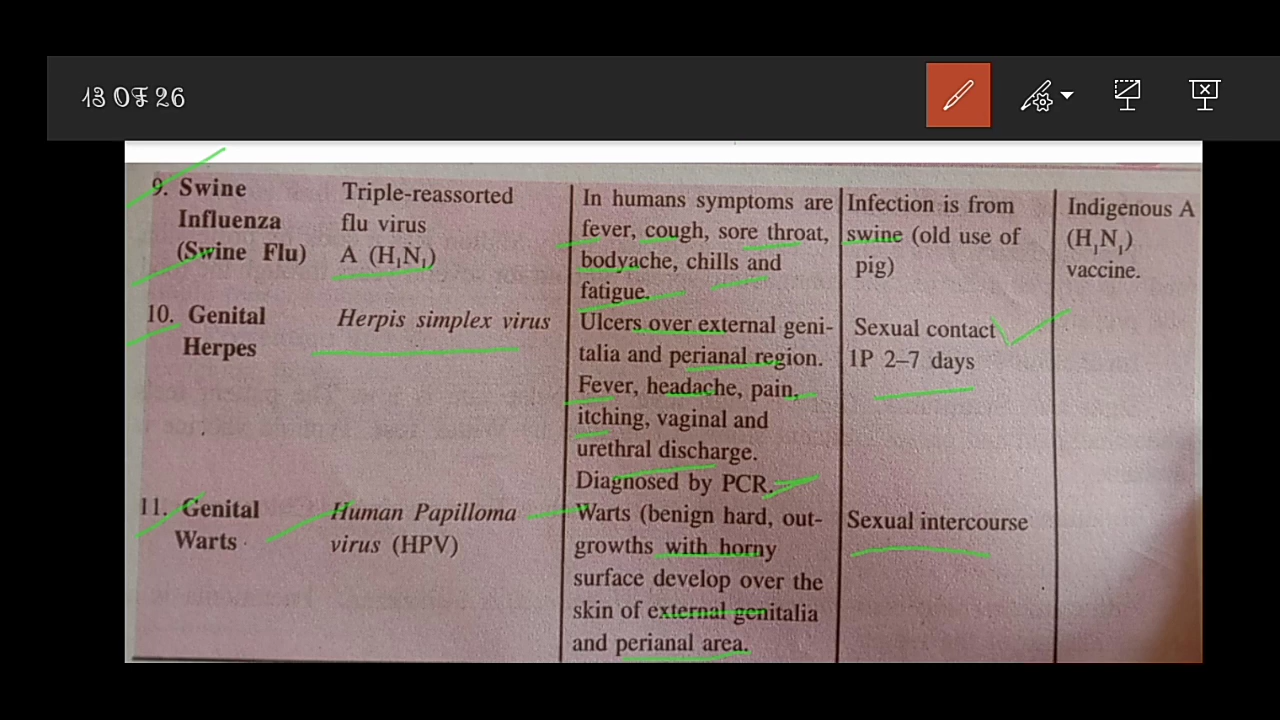 13 OF 26
9. Swine
Influenza
(Swine Flu)
Triple-reassorted
flu virus
A (H₁N₁)
In humans symptoms are
fever, cough, sore throat,
bodyache, chills and
fatigue.
Infection is from
swine (old use of
pig)
Indigenous A
(H₁N₁)
vaccine.
10. Genital
Herpes
Herpis simplex virus
Ulcers over external geni-
talia and perianal region.
Fever, headache, pain,
itching, vaginal and
urethral discharge.
Diagnosed by PCR.
Sexual contact
1P 2–7 days
11. Genital
Warts
Human Papilloma
virus (HPV)
Warts (benign hard, out-
growths with horny
surface develop over the
skin of external genitalia
and perianal area.
Sexual intercourse